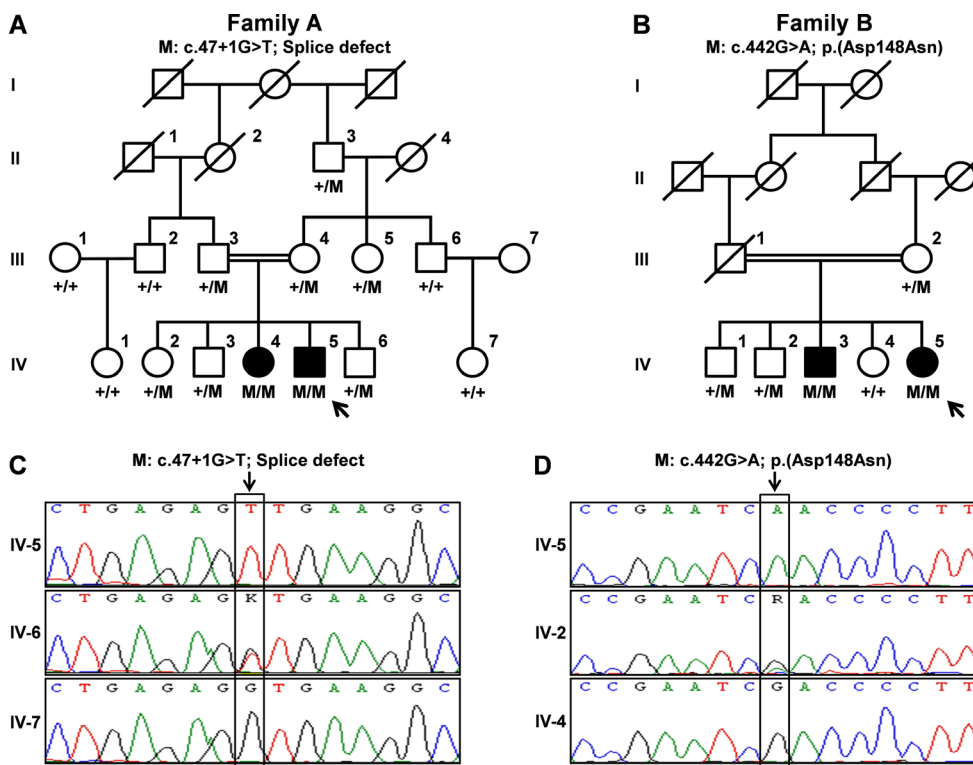 A
Family A
M: c.47+1G>T; Splice defect
I
1
2
3
4
II
+/M
1
2
3
4
5
6
7
III
+/+
+/+
+/M
+/M
+/M
+/+
1
2
3
4
5
6
7
IV
+/+
+/M
+/M
M/M
M/M
+/M
+/+
B
Family B
M: c.442G>A; p.(Asp148Asn)
I
II
1
2
III
+/M
1
2
3
4
5
IV
+/M
+/M
M/M
+/+
M/M
C
M: c.47+1G>T; Splice defect
C T G A G A G T T G A A G G C
IV-5
C T G A G A G K T G A A G G C
IV-6
C T G A G A G G T G A A G G C
IV-7
D
M: c.442G>A; p.(Asp148Asn)
C C G A A T C A A C C C C T T
IV-5
C C G A A T C R A C C C C T T
IV-2
C C G A A T C G A C C C C T T
IV-4